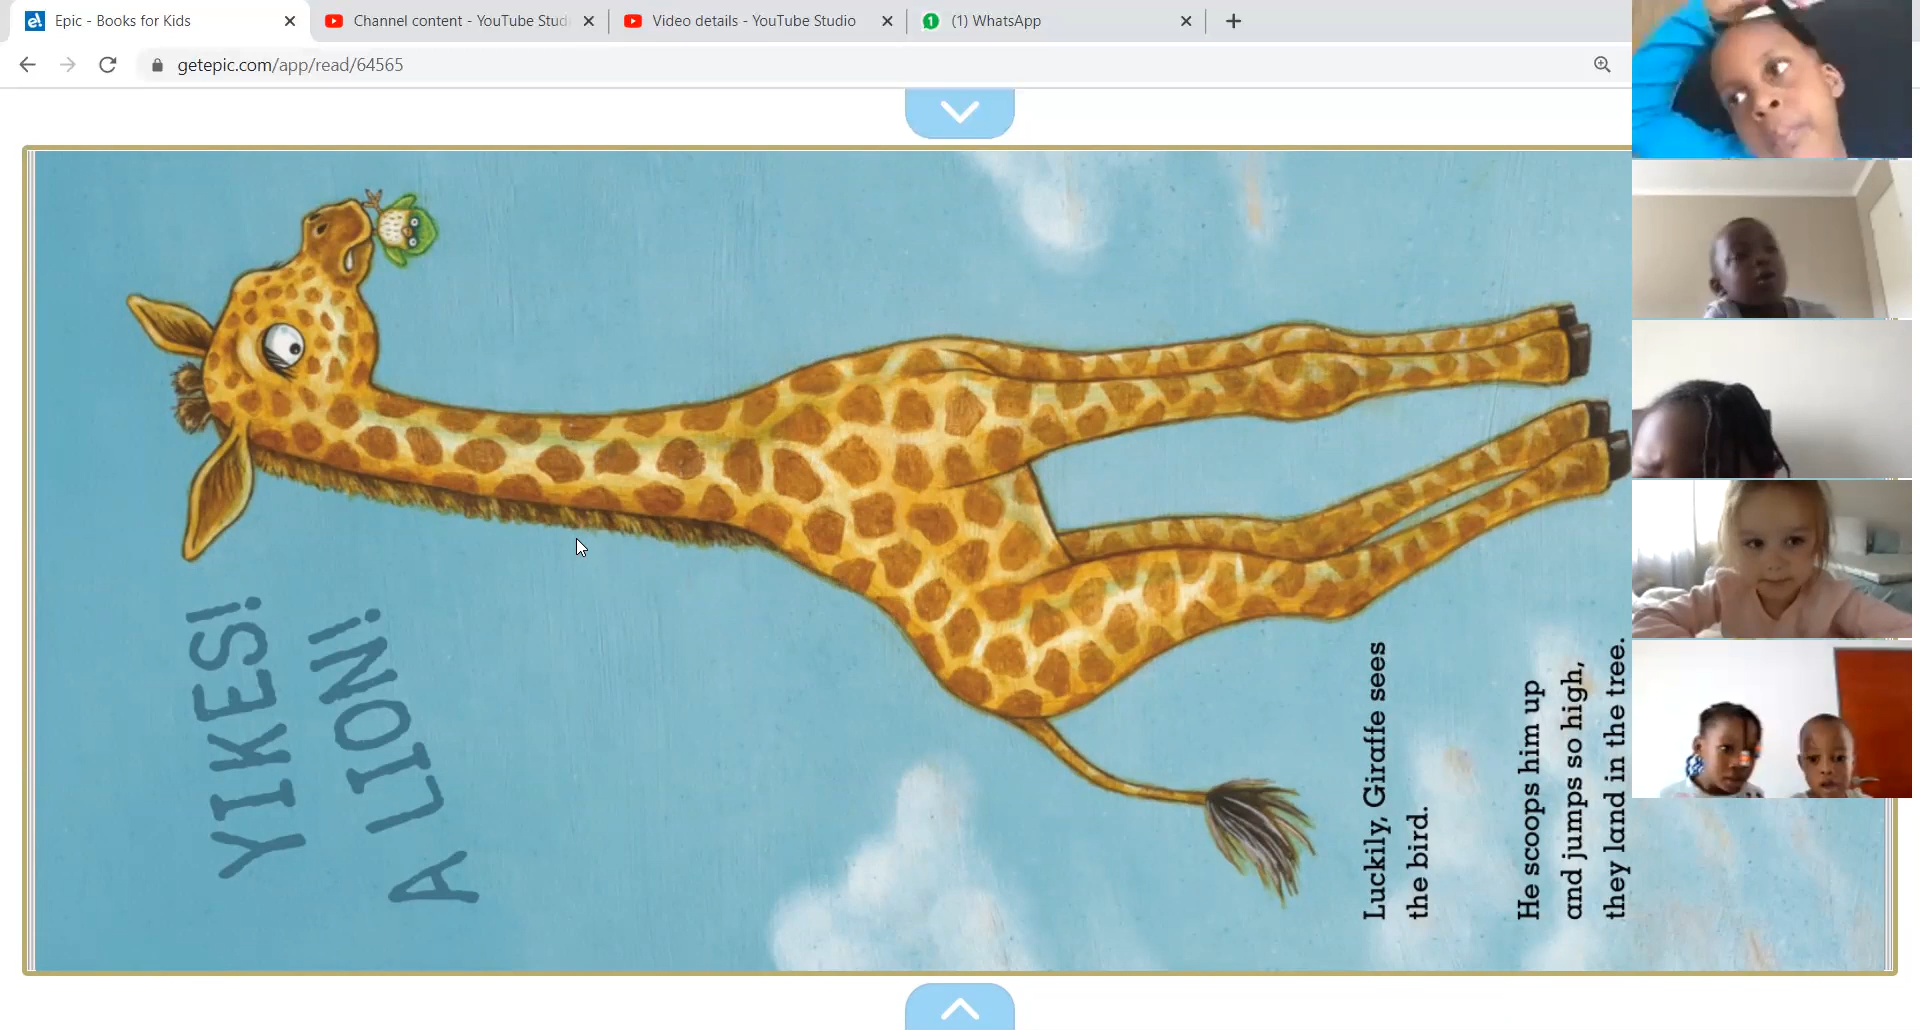 Epic - Books for Kids
Channel content - YouTube Stud
Video details - YouTube Studio
1
(1) WhatsApp
getepic.com/app/read/64565
YIKES!
A LION!
Luckily, Giraffe sees
the bird.
He scoops him up
and jumps so high,
they land in the tree.